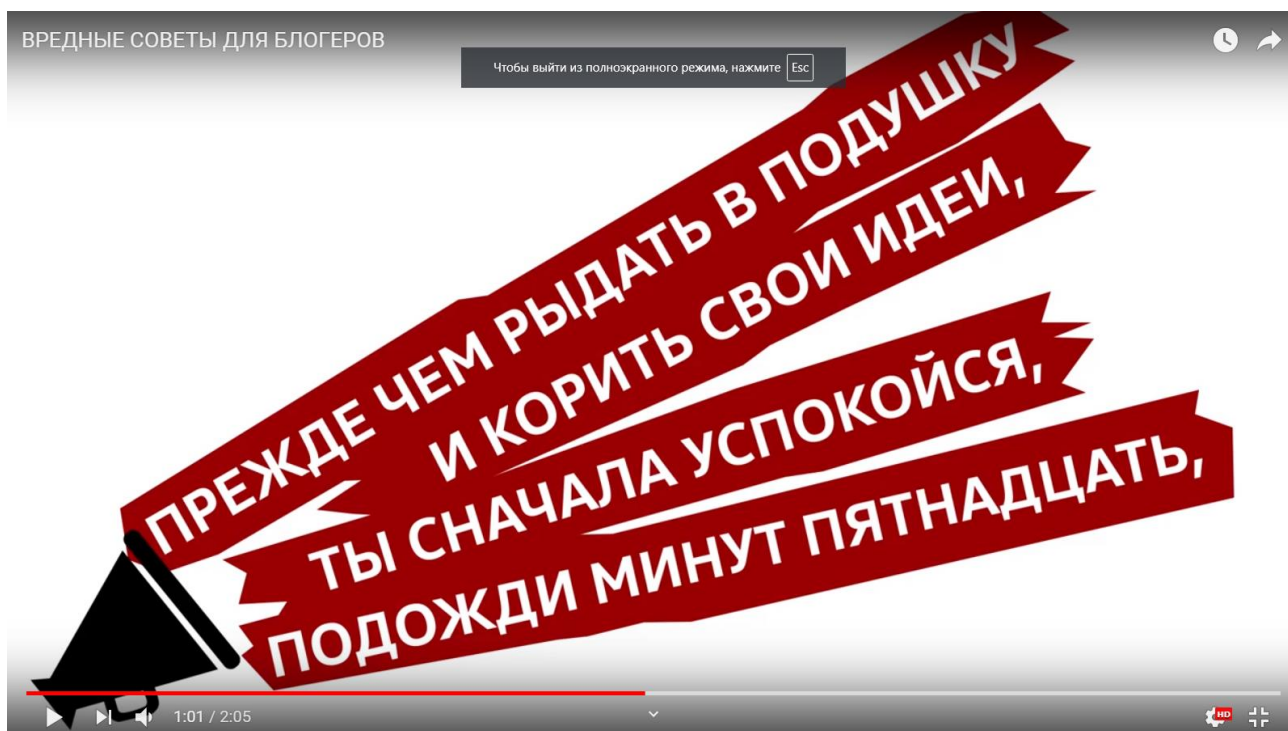 ВРЕДНЫЕ СОВЕТЫ ДЛЯ БЛОГЕРОВ
Чтобы выйти из полноэкранного режима, нажмите Esc
ПРЕЖДЕ ЧЕМ РЫДАТЬ В ПОДУШКУ
И КОРИТЬ СВОИ ИДЕИ,
ТЫ СНАЧАЛА УСПОКОЙСЯ,
ПОДОЖДИ МИНУТ ПЯТНАДЦАТЬ,
1:01 / 2:05
HD